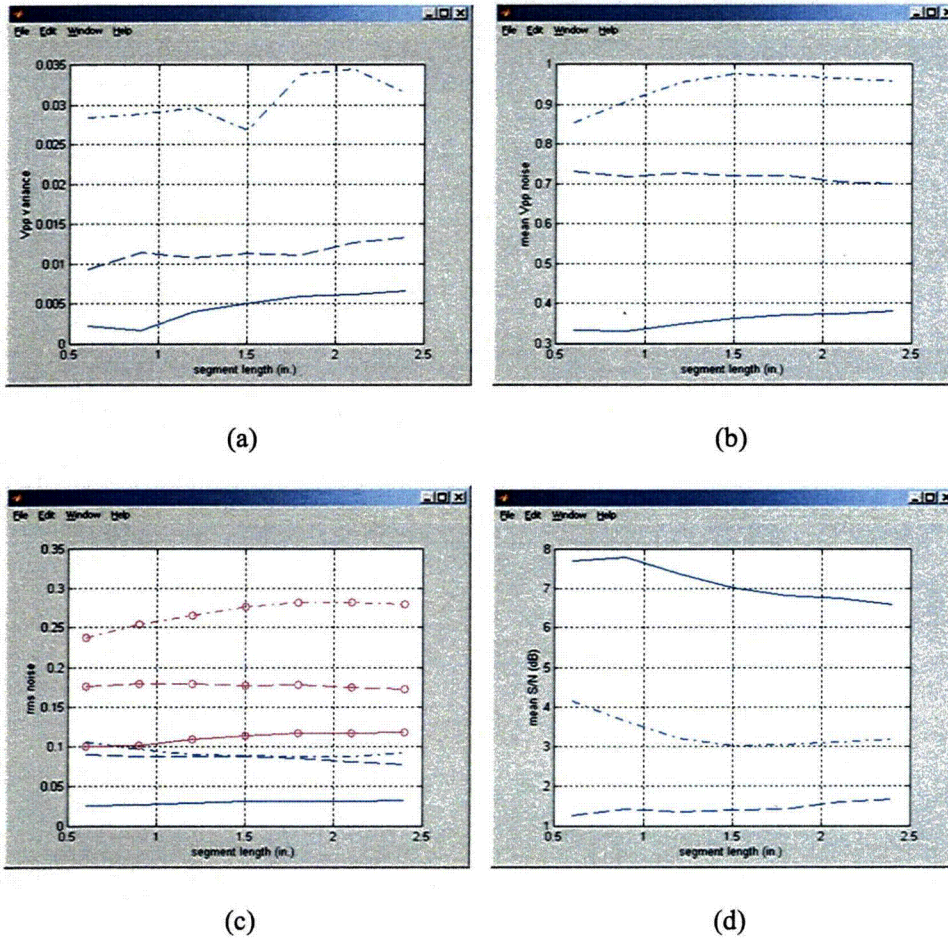 File Edit Window Help
Vpp variance
0.035
0.03
0.025
0.02
0.015
0.01
0.005
0
0.5 1 1.5 2 2.5
segment length (in.)
(a)
File Edit Window Help
mean Vpp noise
1
0.9
0.8
0.7
0.6
0.5
0.4
0.3
0.5 1 1.5 2 2.5
segment length (in.)
(b)
File Edit Window Help
rms noise
0.35
0.3
0.25
0.2
0.15
0.1
0.05
0
0.5 1 1.5 2 2.5
segment length (in.)
(c)
File Edit Window Help
mean S/N (dB)
8
7
6
5
4
3
2
1
0.5 1 1.5 2 2.5
segment length (in.)
(d)